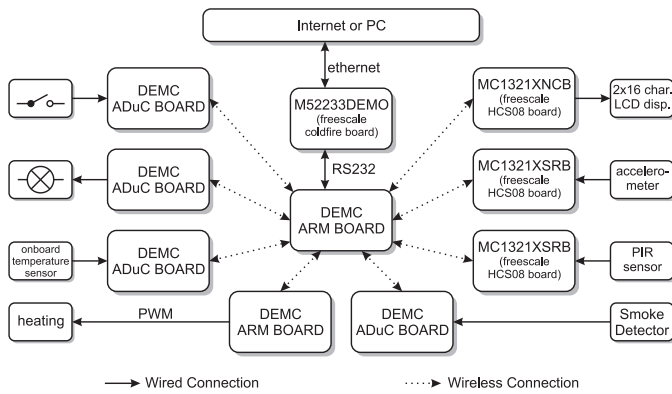 Internet or PC
ethernet
DEMC
ADuC BOARD
M52233DEMO
(freescale
coldfire board)
MC1321XNCB
(freescale
HCS08 board)
2x16 char.
LCD disp.
RS232
DEMC
ADuC BOARD
DEMC
ARM BOARD
MC1321XSRB
(freescale
HCS08 board)
accelero-
meter
onboard
temperature
sensor
DEMC
ADuC BOARD
MC1321XSRB
(freescale
HCS08 board)
PIR
sensor
heating
PWM
DEMC
ARM BOARD
DEMC
ADuC BOARD
Smoke
Detector
Wired Connection
Wireless Connection